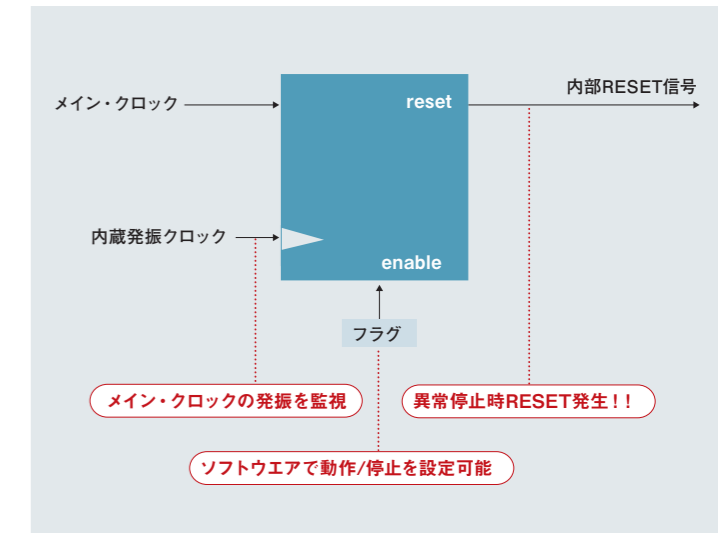 メイン・クロック
reset
内部RESET信号
内蔵発振クロック
enable
フラグ
メイン・クロックの発振を監視
異常停止時RESET発生！！
ソフトウエアで動作/停止を設定可能